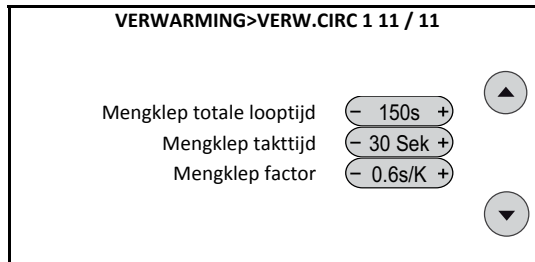 VERWARMING>VERW.CIRC 1 11 / 11
Mengklep totale looptijd - 150s +
Mengklep takttijd - 30 Sek +
Mengklep factor - 0.6s/K +